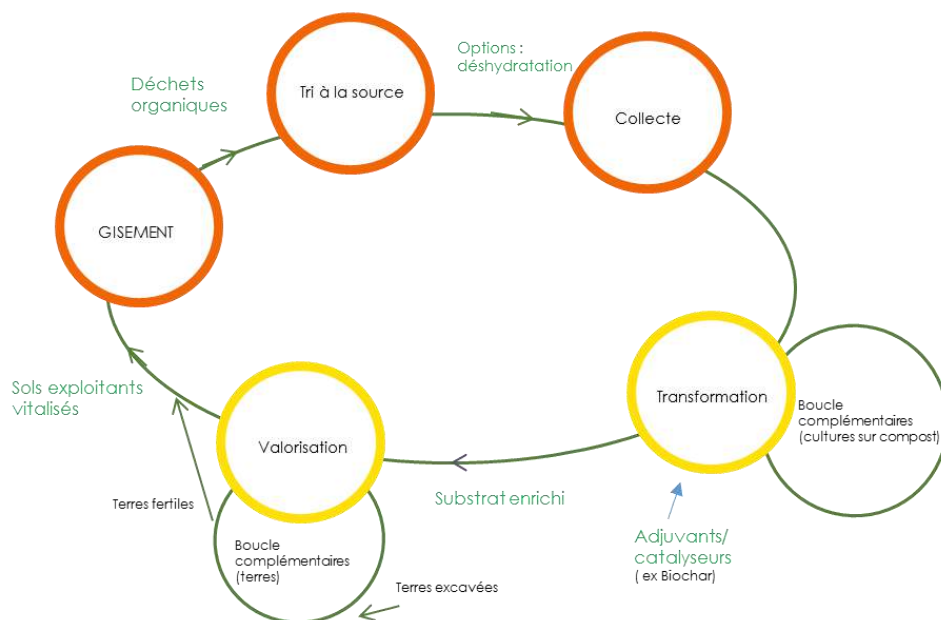 Options :
déshydratation
Déchets
organiques
Tri à la source
Collecte
GISEMENT
Sols exploitants
vitalisés
Transformation
Boucle
complémentaires
(cultures sur compost)
Valorisation
Substrat enrichi
Terres fertiles
Boucle
complémentaires
(terres)
Terres excavées
Adjuvants/
catalyseurs
( ex Biochar)